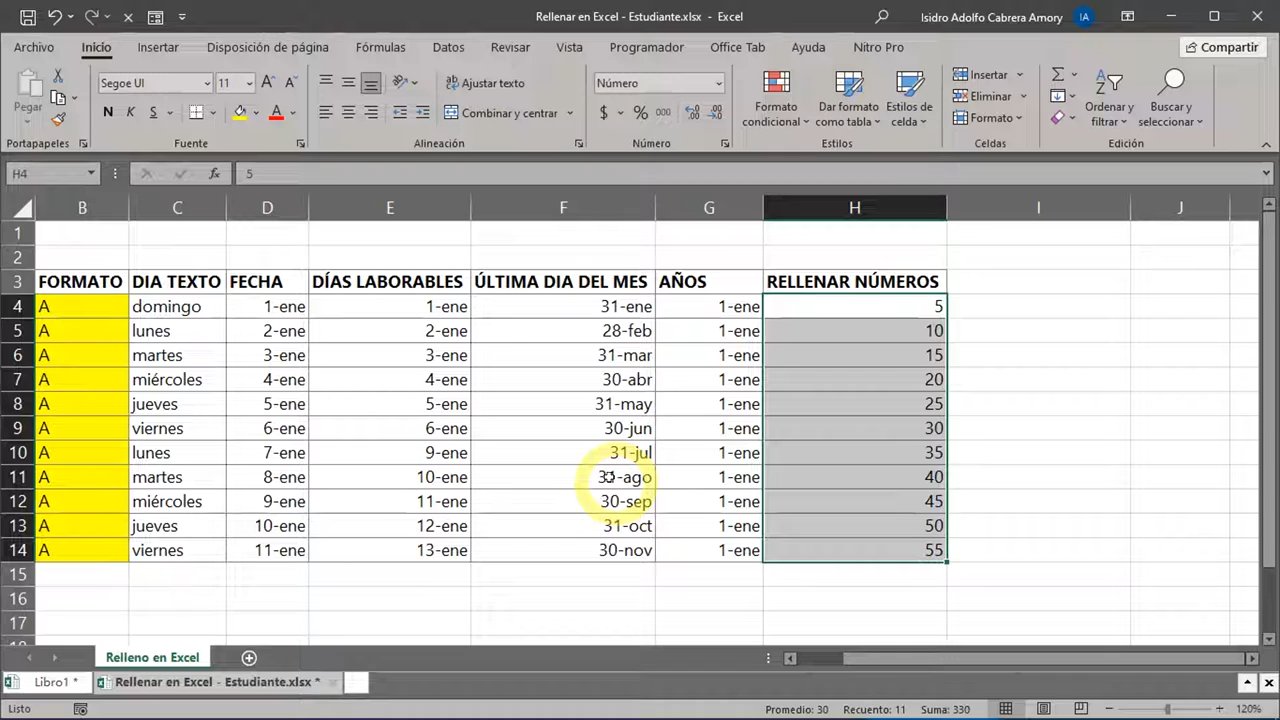 Rellenar en Excel - Estudiante.xlsx - Excel
Isidro Adolfo Cabrera Amory IA
Archivo Inicio Insertar Disposición de página Fórmulas Datos Revisar Vista Programador Office Tab Ayuda Nitro Pro Compartir
Pegar
Segoe UI 11
N K S
Ajustar texto
Combinar y centrar
Número
$ % 000
Formato condicional
Dar formato como tabla
Estilos de celda
Insertar
Eliminar
Formato
Ordenar y filtrar
Buscar y seleccionar
Portapapeles Fuente Alineación Número Estilos Celdas Edición
H4 fx 5
B C D E F G H I J
1
2
3 FORMATO DIA TEXTO FECHA DÍAS LABORABLES ÚLTIMA DIA DEL MES AÑOS RELLENAR NÚMEROS
4 A domingo 1-ene 1-ene 31-ene 1-ene 5
5 A lunes 2-ene 2-ene 28-feb 1-ene 10
6 A martes 3-ene 3-ene 31-mar 1-ene 15
7 A miércoles 4-ene 4-ene 30-abr 1-ene 20
8 A jueves 5-ene 5-ene 31-may 1-ene 25
9 A viernes 6-ene 6-ene 30-jun 1-ene 30
10 A lunes 7-ene 9-ene 31-jul 1-ene 35
11 A martes 8-ene 10-ene 31-ago 1-ene 40
12 A miércoles 9-ene 11-ene 30-sep 1-ene 45
13 A jueves 10-ene 12-ene 31-oct 1-ene 50
14 A viernes 11-ene 13-ene 30-nov 1-ene 55
15
16
17
Relleno en Excel
Libro1 * Rellenar en Excel - Estudiante.xlsx *
Listo Promedio: 30 Recuento: 11 Suma: 330 120%